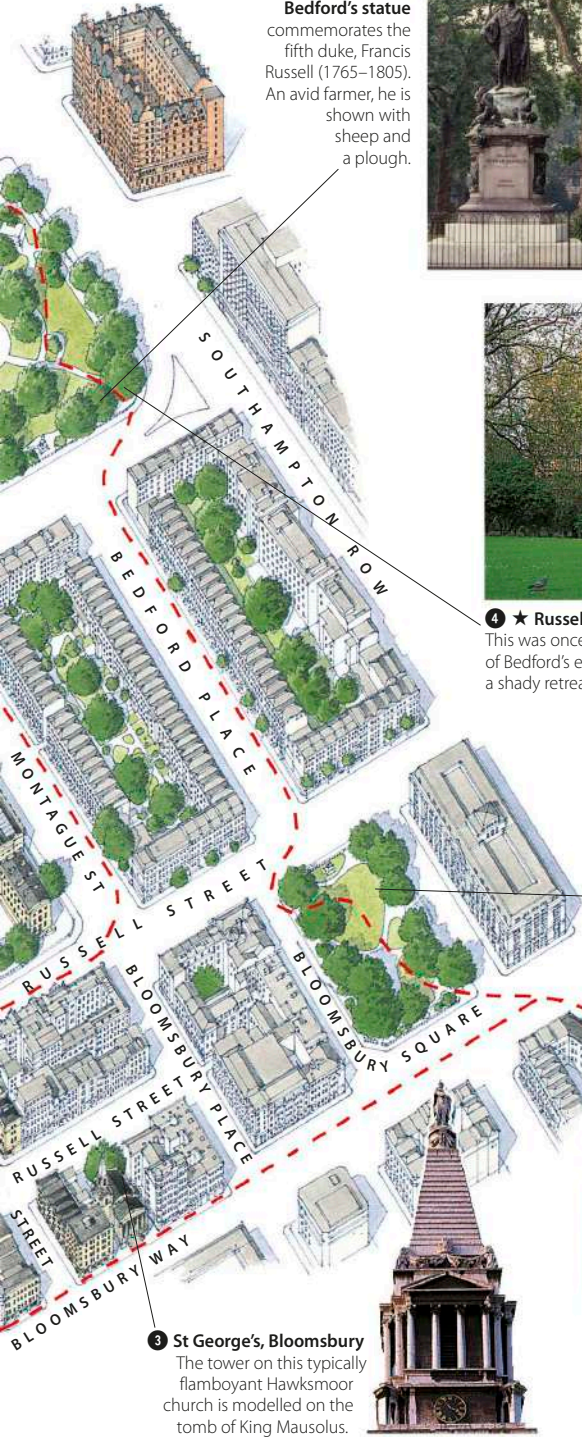 Bedford's statue
commemorates the
fifth duke, Francis
Russell (1765–1805).
An avid farmer, he is
shown with
sheep and
a plough.
SOUTHAMPTON ROW
BEDFORD PLACE
4 ★ Russel
This was once
of Bedford's e
a shady retrea
MONTAGUE ST
RUSSELL STREET
BLOOMSBURY SQUARE
BLOOMSBURY PLACE
RUSSELL STREET
STREET
BLOOMSBURY WAY
3 St George's, Bloomsbury
The tower on this typically
flamboyant Hawksmoor
church is modelled on the
tomb of King Mausolus.